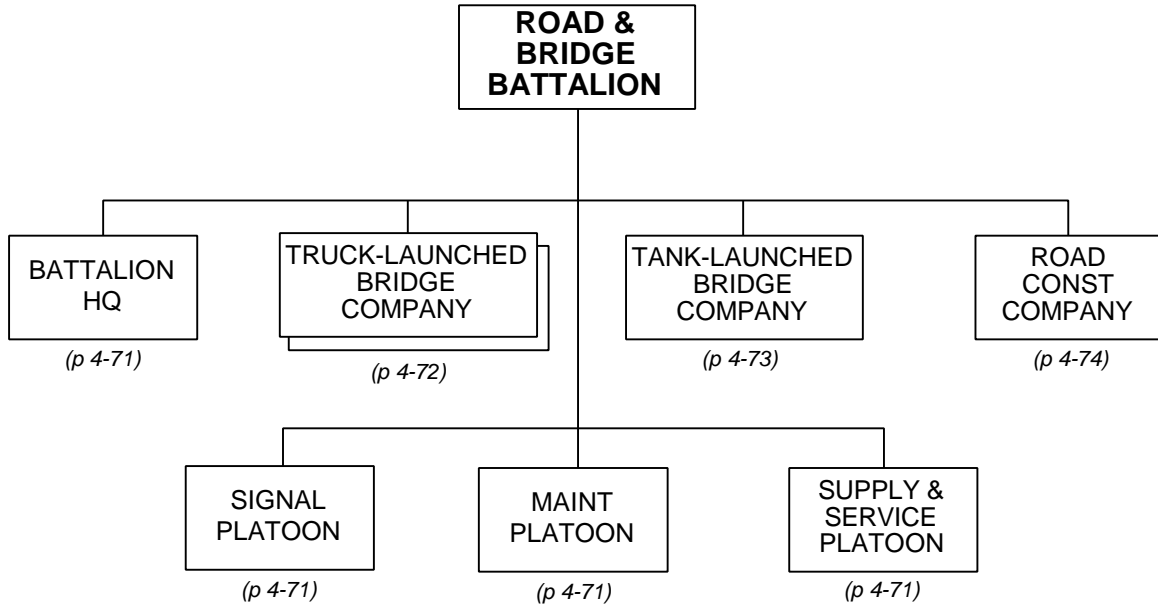 ROAD &
BRIDGE
BATTALION
BATTALION
HQ
(p 4-71)
TRUCK-LAUNCHED
BRIDGE
COMPANY
(p 4-72)
TANK-LAUNCHED
BRIDGE
COMPANY
(p 4-73)
ROAD
CONST
COMPANY
(p 4-74)
SIGNAL
PLATOON
(p 4-71)
MAINT
PLATOON
(p 4-71)
SUPPLY &
SERVICE
PLATOON
(p 4-71)